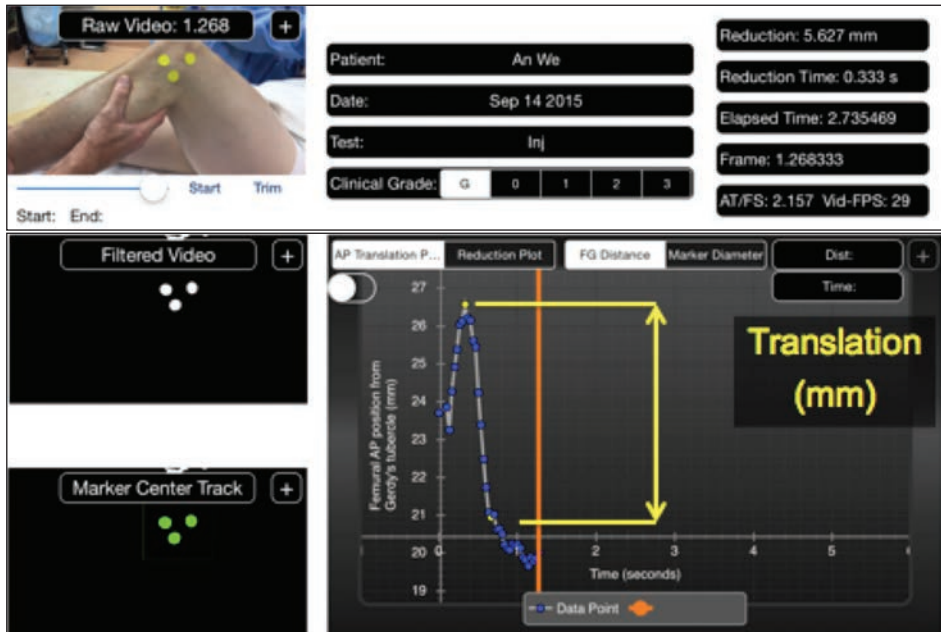 Raw Video: 1.268 +
Start Trim
Start: End:
Patient: An We
Date: Sep 14 2015
Test: Inj
Clinical Grade: G 0 1 2 3
Reduction: 5.627 mm
Reduction Time: 0.333 s
Elapsed Time: 2.735469
Frame: 1.268333
AT/FS: 2.157 Vid-FPS: 29
Filtered Video +
Marker Center Track +
AP Translation P... Reduction Plot FG Distance Marker Diameter Dist: +
Time:
Femural AP position from
Gerdy's tubercle (mm)
27
26
25
24
23
22
21
20
19
0 1 2 3 4 5 6
Time (seconds)
Translation
(mm)
Data Point